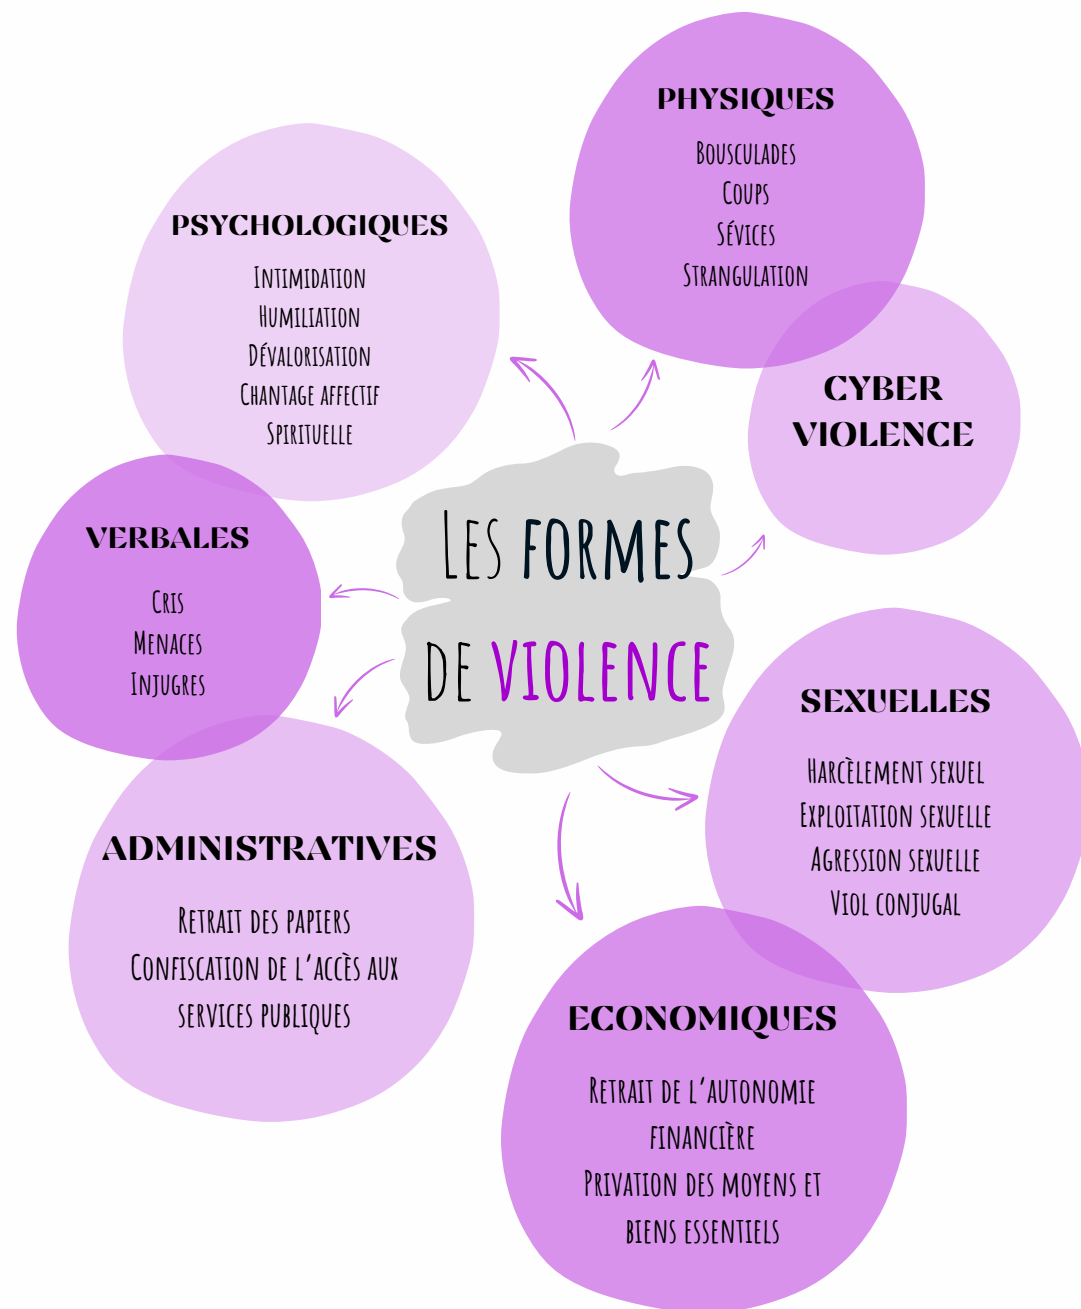 PHYSIQUES
Bousculades
Coups
Sévices
Strangulation
PSYCHOLOGIQUES
Intimidation
Humiliation
Dévalorisation
Chantage affectif
Spirituelle
CYBER
VIOLENCE
Les FORMES
DE VIOLENCE
VERBALES
Cris
Menaces
Injugres
SEXUELLES
Harcèlement sexuel
Exploitation sexuelle
Agression sexuelle
Viol conjugal
ADMINISTRATIVES
Retrait des papiers
Confiscation de l'accès aux
services publiques
ECONOMIQUES
Retrait de l'autonomie
financière
Privation des moyens et
biens essentiels